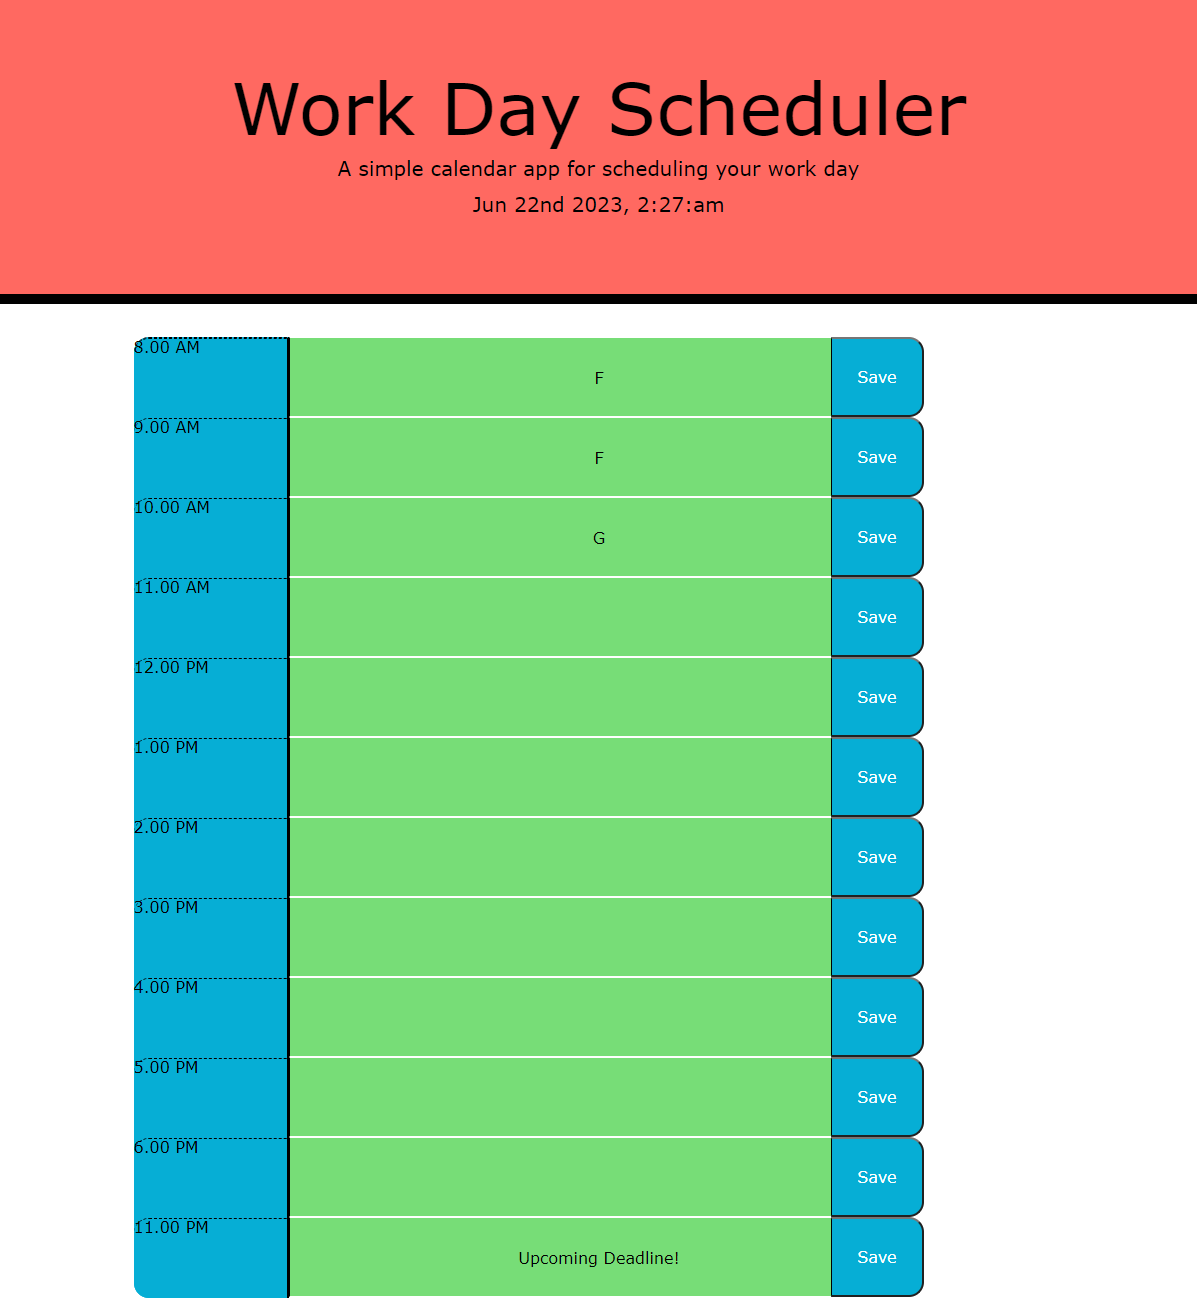 Work Day Scheduler
A simple calendar app for scheduling your work day
Jun 22nd 2023, 2:27:am
8.00 AM F Save
9.00 AM F Save
10.00 AM G Save
11.00 AM Save
12.00 PM Save
1.00 PM Save
2.00 PM Save
3.00 PM Save
4.00 PM Save
5.00 PM Save
6.00 PM Save
11.00 PM Upcoming Deadline! Save